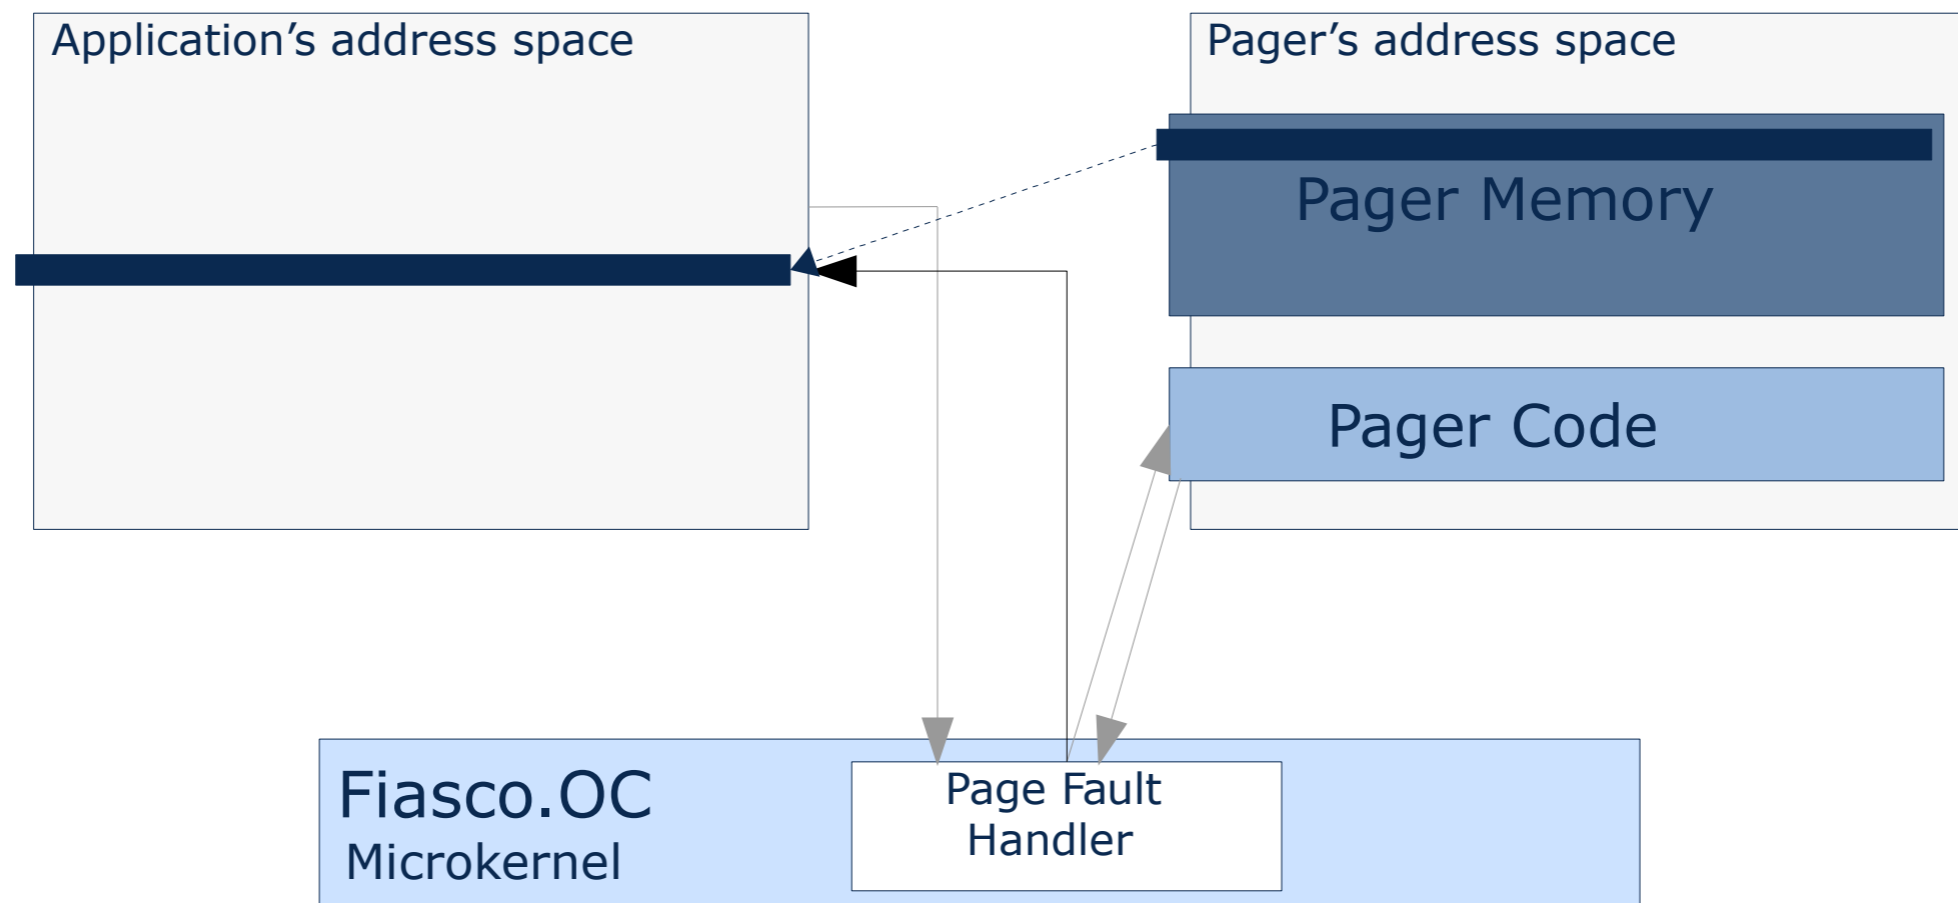 Application’s address space
Pager’s address space
Pager Memory
Pager Code
Fiasco.OC
Microkernel
Page Fault
Handler